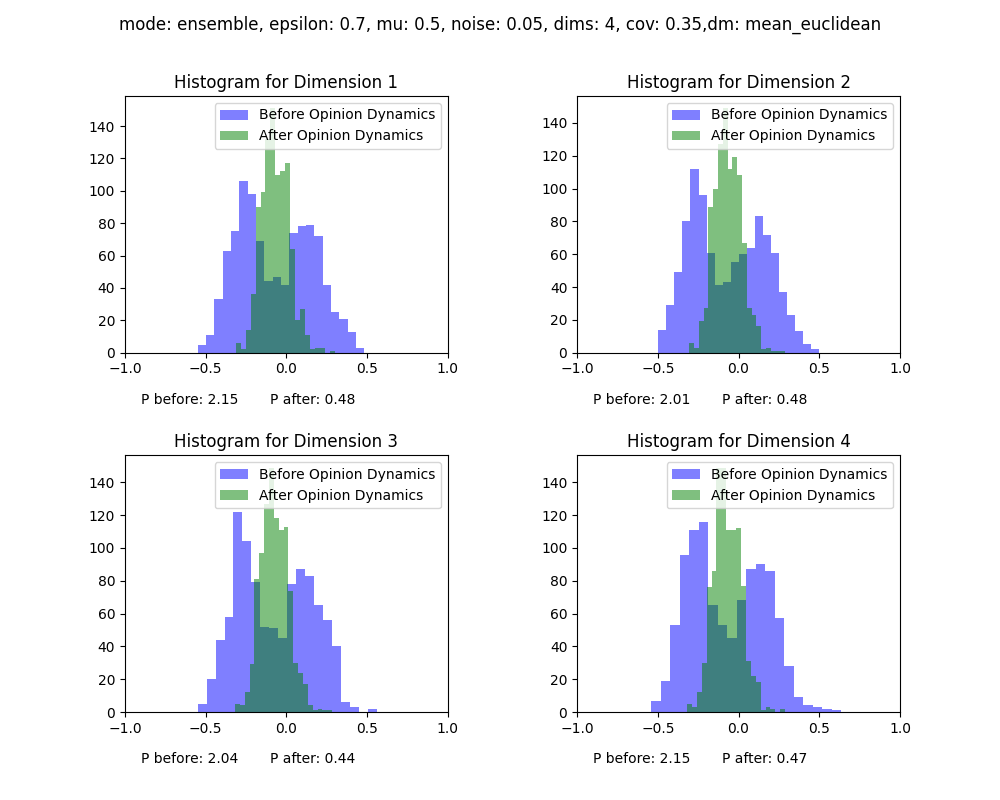 mode: ensemble, epsilon: 0.7, mu: 0.5, noise: 0.05, dims: 4, cov: 0.35,dm: mean_euclidean
Histogram for Dimension 1
Before Opinion Dynamics
After Opinion Dynamics
140
120
100
80
60
40
20
0
−1.0 −0.5 0.0 0.5 1.0
P before: 2.15 P after: 0.48
Histogram for Dimension 2
Before Opinion Dynamics
After Opinion Dynamics
140
120
100
80
60
40
20
0
−1.0 −0.5 0.0 0.5 1.0
P before: 2.01 P after: 0.48
Histogram for Dimension 3
Before Opinion Dynamics
After Opinion Dynamics
140
120
100
80
60
40
20
0
−1.0 −0.5 0.0 0.5 1.0
P before: 2.04 P after: 0.44
Histogram for Dimension 4
Before Opinion Dynamics
After Opinion Dynamics
140
120
100
80
60
40
20
0
−1.0 −0.5 0.0 0.5 1.0
P before: 2.15 P after: 0.47